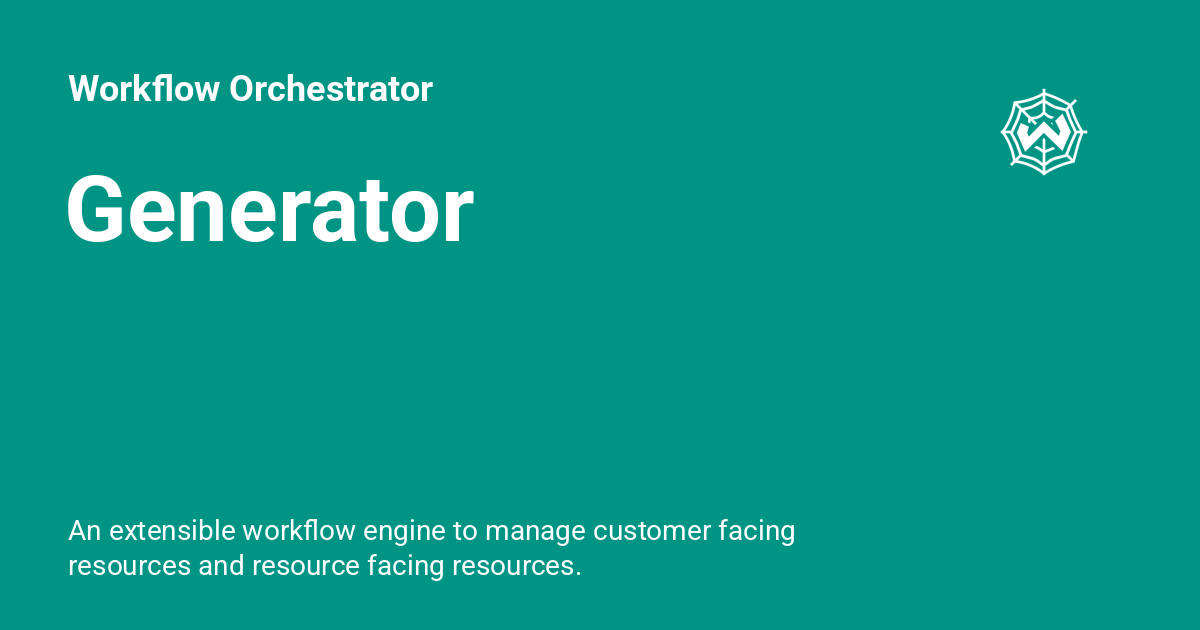 Workflow Orchestrator
W
Generator
An extensible workflow engine to manage customer facing
resources and resource facing resources.